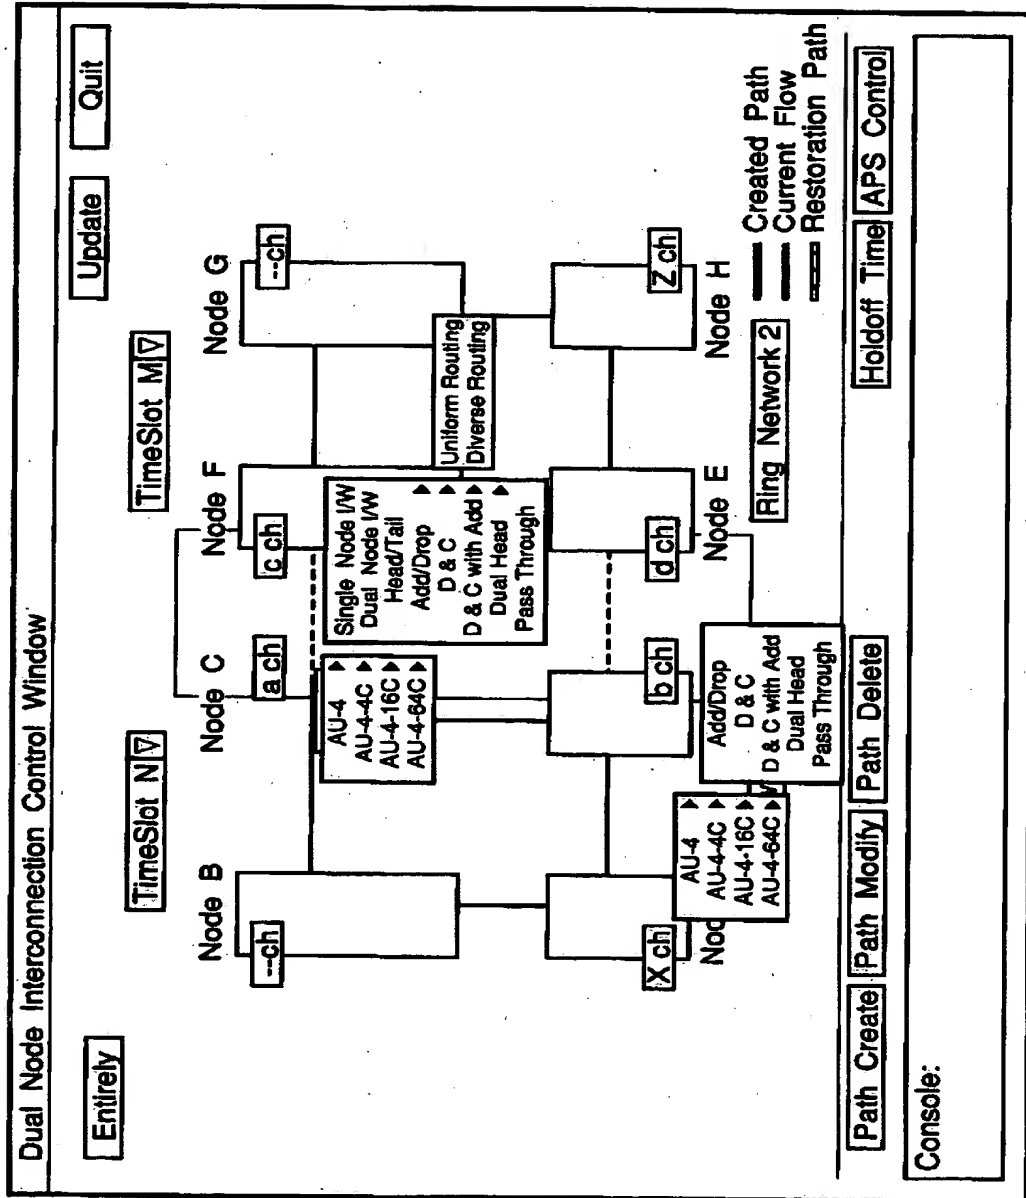 Dual Node Interconnection Control Window
Entirely
Update
Quit
TimeSlot N▽
TimeSlot M▽
Node B
Node C
Node F
Node G
--ch
a ch
c ch
--ch
AU-4 ▶
AU-4-4C ▶
AU-4-16C ▶
AU-4-64C ▶
Single Node I/W
Dual Node I/W
Head/Tail
Add/Drop ▶
D & C ▶
D & C with Add ▶
Dual Head ▶
Pass Through
Uniform Routing
Diverse Routing
X ch
b ch
d ch
Z ch
Node E
Node H
AU-4 ▶
AU-4-4C ▶
AU-4-16C ▶
AU-4-64C ▶
Add/Drop
D & C
D & C with Add
Dual Head
Pass Through
Ring Network 2
Created Path
Current Flow
Restoration Path
Path Create
Path Modify
Path Delete
Holdoff Time
APS Control
Console: